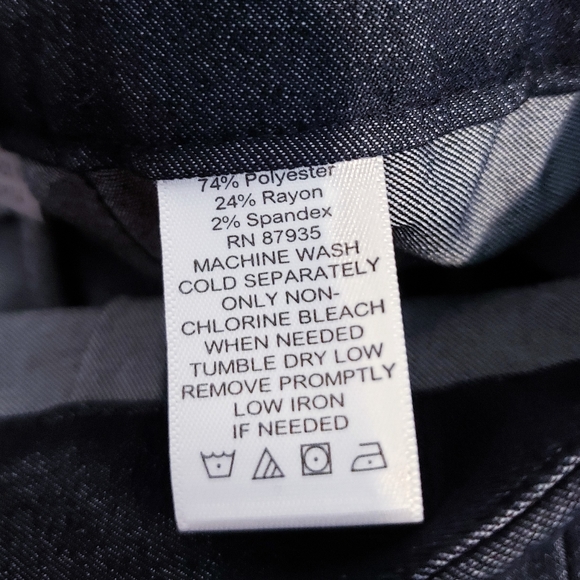 74% Polyester
24% Rayon
2% Spandex
RN 87935
MACHINE WASH
COLD SEPARATELY
ONLY NON-
CHLORINE BLEACH
WHEN NEEDED
TUMBLE DRY LOW
REMOVE PROMPTLY
LOW IRON
IF NEEDED